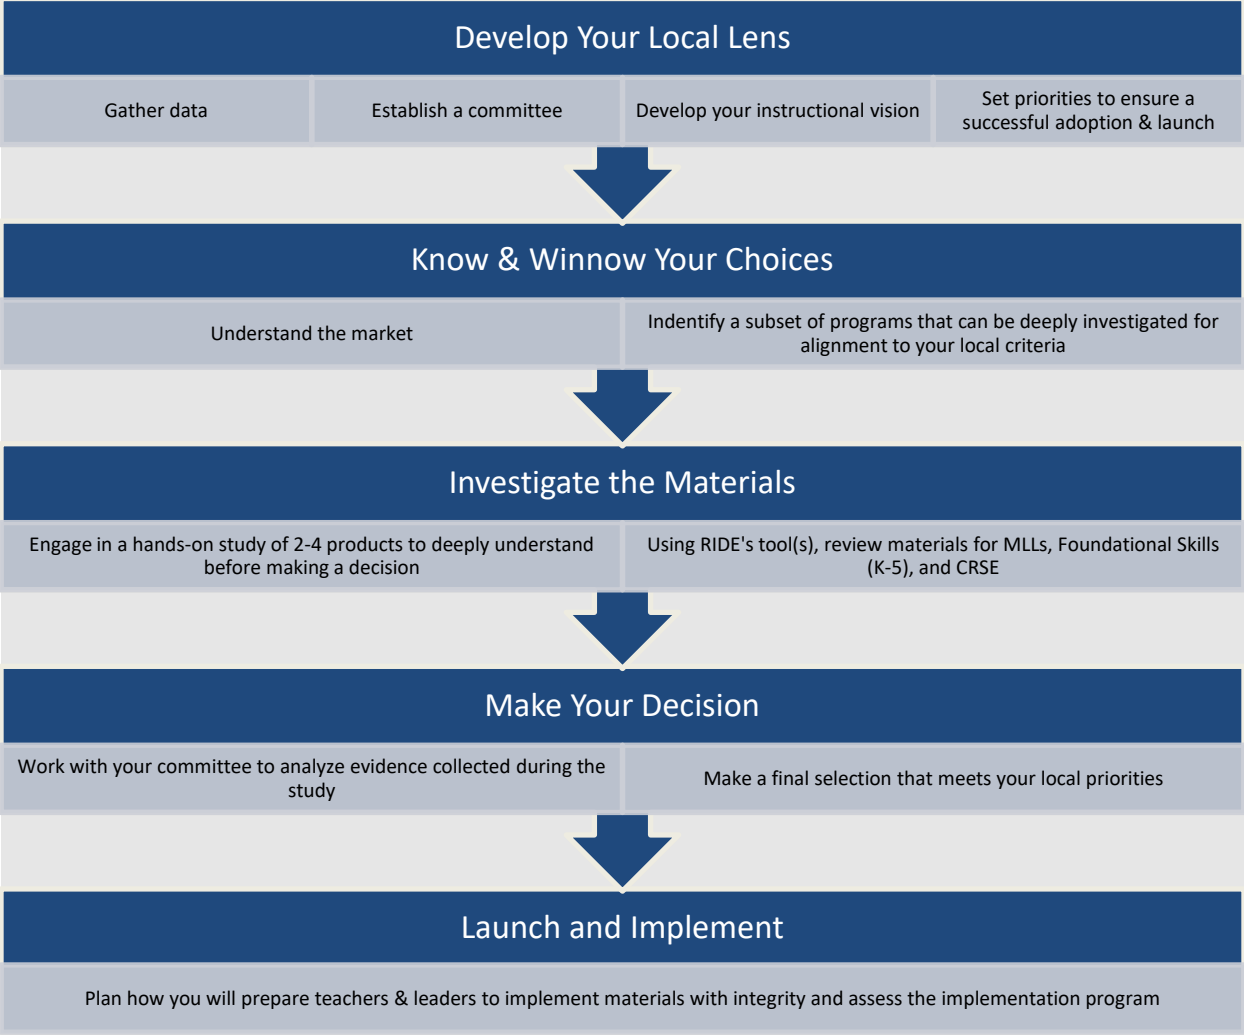 Develop Your Local Lens
Gather data
Establish a committee
Develop your instructional vision
Set priorities to ensure a
successful adoption & launch
Know & Winnow Your Choices
Understand the market
Indentify a subset of programs that can be deeply investigated for
alignment to your local criteria
Investigate the Materials
Engage in a hands-on study of 2-4 products to deeply understand
before making a decision
Using RIDE's tool(s), review materials for MLLs, Foundational Skills
(K-5), and CRSE
Make Your Decision
Work with your committee to analyze evidence collected during the
study
Make a final selection that meets your local priorities
Launch and Implement
Plan how you will prepare teachers & leaders to implement materials with integrity and assess the implementation program